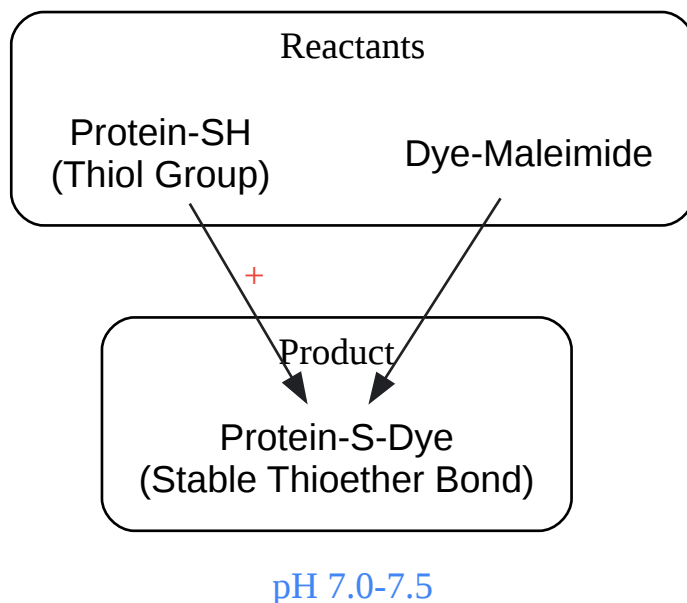 Reactants
Protein-SH
(Thiol Group)
Dye-Maleimide
+
Product
Protein-S-Dye
(Stable Thioether Bond)
pH 7.0-7.5